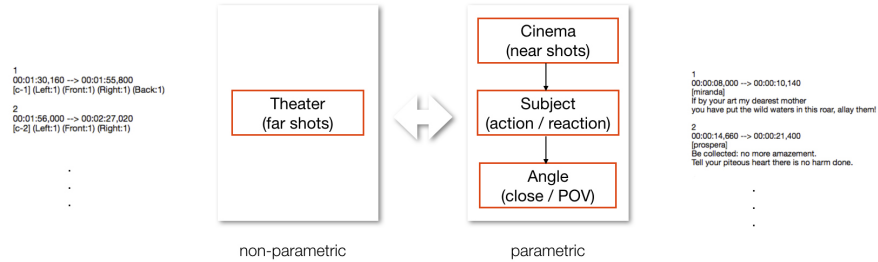 1
00:01:30,160 --> 00:01:55,800
[c-1] (Left:1) (Front:1) (Right:1) (Back:1)
2
00:01:56,000 --> 00:02:27,020
[c-2] (Left:1) (Front:1) (Right:1)
.
.
.
Theater
(far shots)
non-parametric
Cinema
(near shots)
Subject
(action / reaction)
Angle
(close / POV)
parametric
1
00:00:08,000 --> 00:00:10,140
[miranda]
If by your art my dearest mother
you have put the wild waters in this roar, allay them!
2
00:00:14,660 --> 00:00:21,400
[prospera]
Be collected: no more amazement.
Tell your piteous heart there is no harm done.
.
.
.